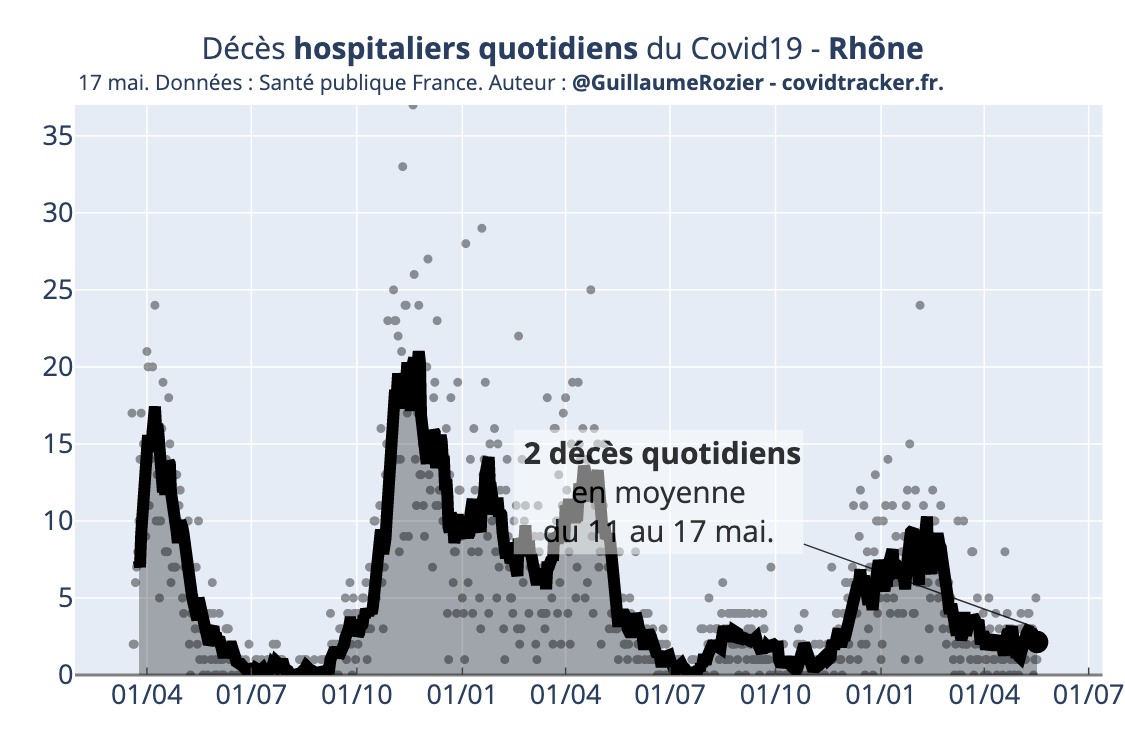 Décès hospitaliers quotidiens du Covid19 - Rhône
17 mai. Données : Santé publique France. Auteur : @GuillaumeRozier - covidtracker.fr.
35
30
25
20
15
10
5
0
2 décès quotidiens
en moyenne
du 11 au 17 mai.
01/04 01/07 01/10 01/01 01/04 01/07 01/10 01/01 01/04 01/07